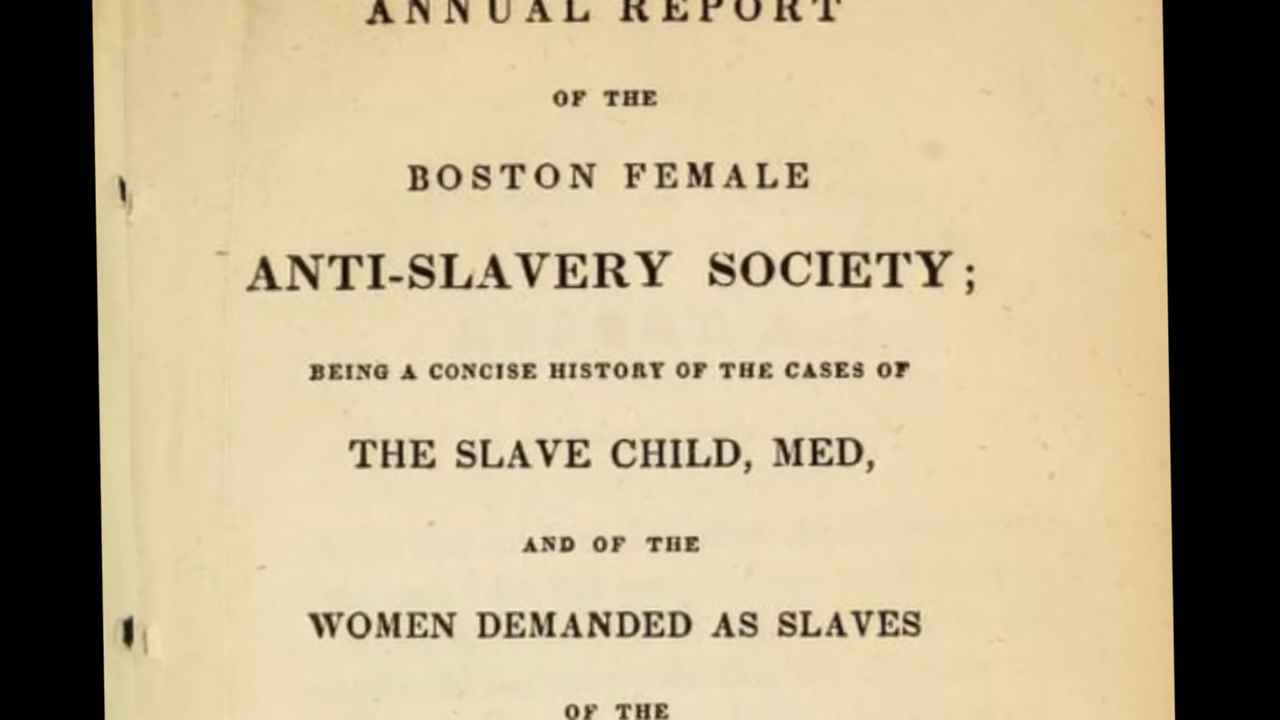 ANNUAL REPORT
OF THE
BOSTON FEMALE
ANTI-SLAVERY SOCIETY;
BEING A CONCISE HISTORY OF THE CASES OF
THE SLAVE CHILD, MED,
AND OF THE
WOMEN DEMANDED AS SLAVES
OF THE